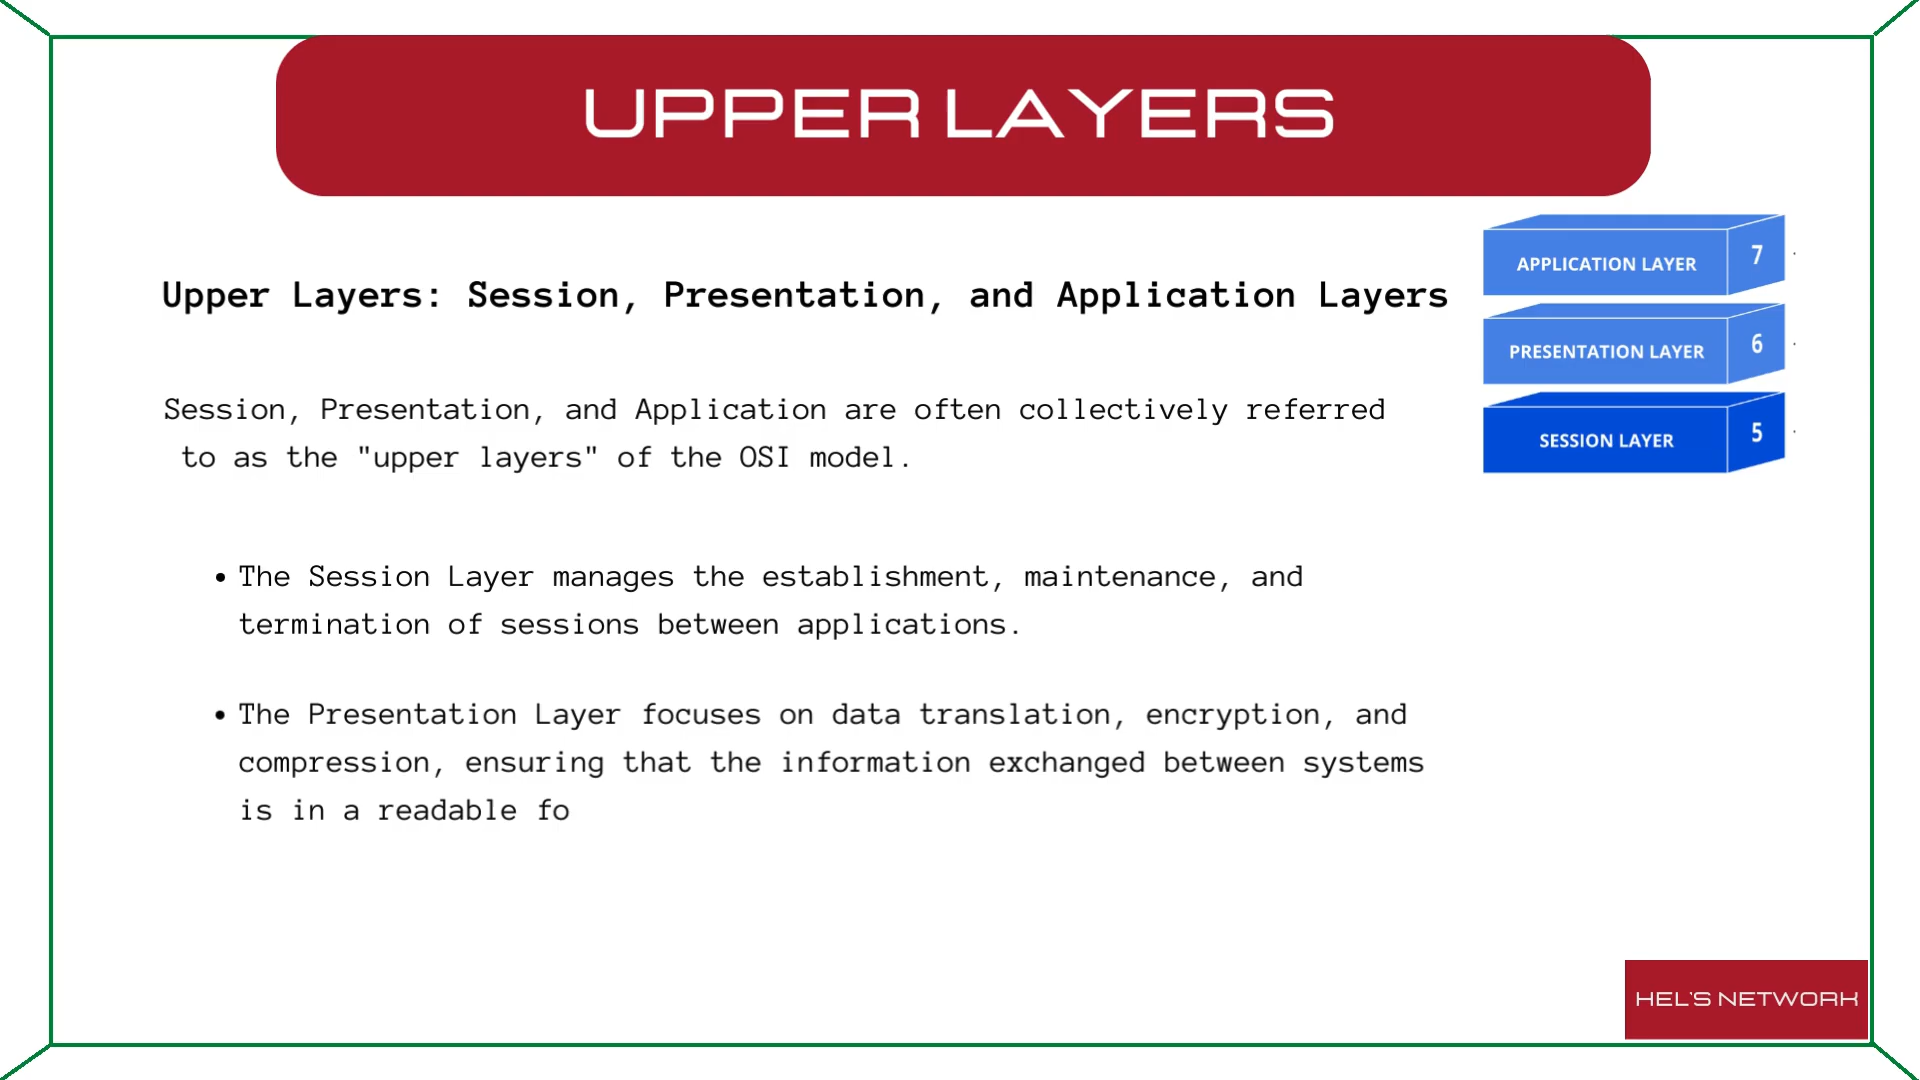 UPPER LAYERS
Upper Layers: Session, Presentation, and Application Layers
Session, Presentation, and Application are often collectively referred
to as the "upper layers" of the OSI model.
• The Session Layer manages the establishment, maintenance, and
termination of sessions between applications.
• The Presentation Layer focuses on data translation, encryption, and
compression, ensuring that the information exchanged between systems
is in a readable fo
APPLICATION LAYER 7
PRESENTATION LAYER 6
SESSION LAYER 5
HEL'S NETWORK